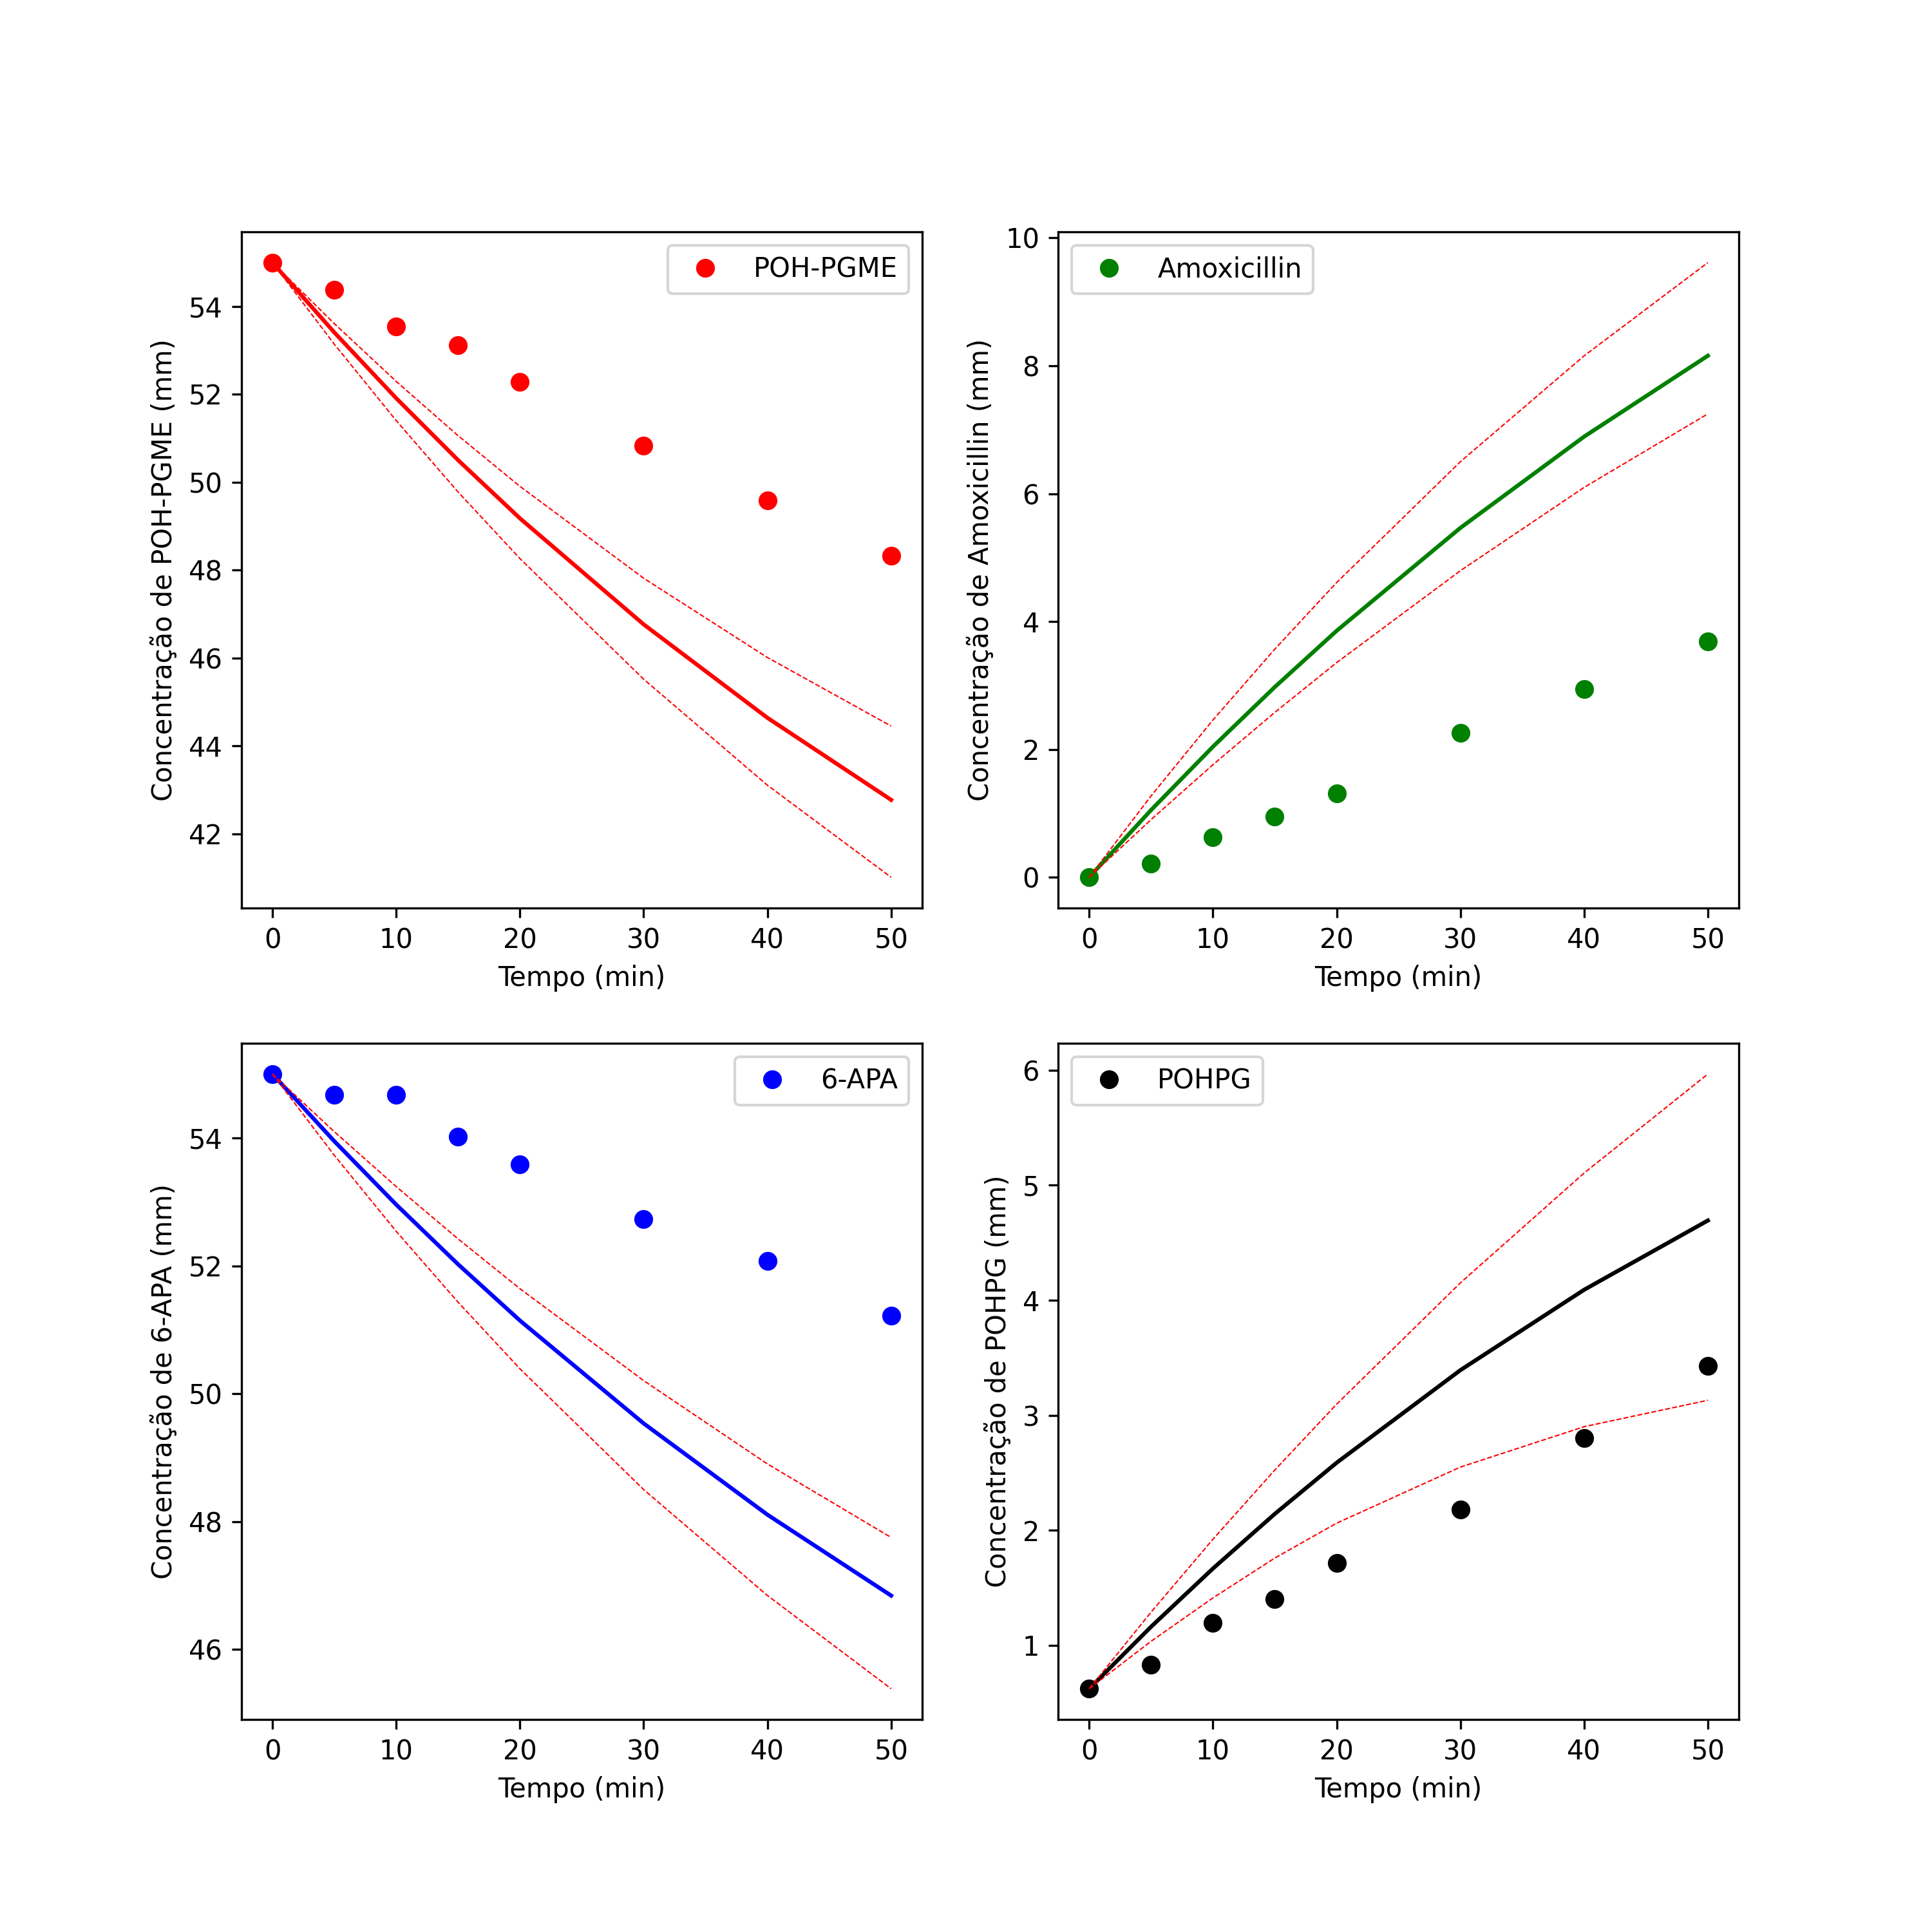 Concentração de POH-PGME (mm)
54
52
50
48
46
44
42
POH-PGME
0 10 20 30 40 50
Tempo (min)
Concentração de Amoxicillin (mm)
10
8
6
4
2
0
Amoxicillin
0 10 20 30 40 50
Tempo (min)
Concentração de 6-APA (mm)
54
52
50
48
46
6-APA
0 10 20 30 40 50
Tempo (min)
Concentração de POHPG (mm)
6
5
4
3
2
1
POHPG
0 10 20 30 40 50
Tempo (min)